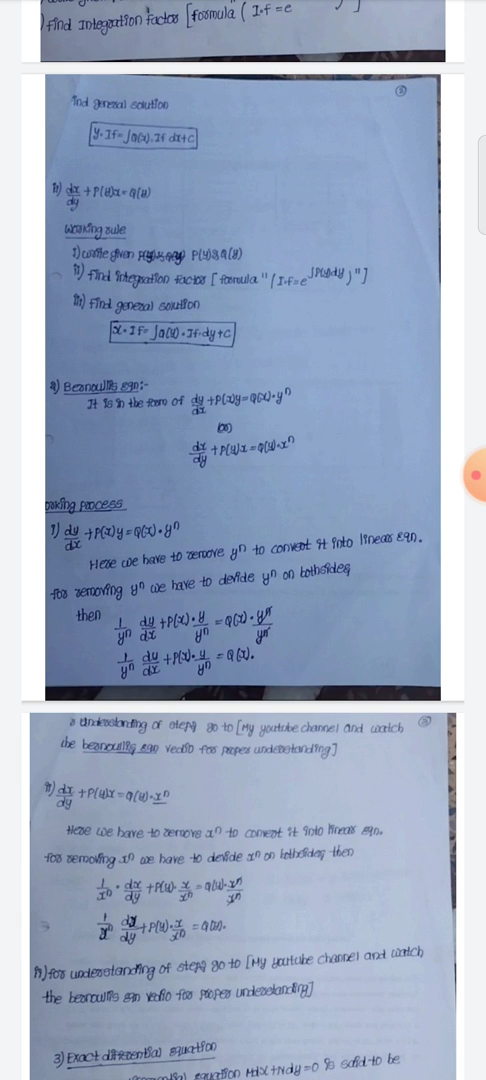 ) Find Integration factor [formula ( I.f = e
find general solution
y. If = ∫Q(x). If dx + c
ii) dx/dy + P(y)x = Q(y)
Working rule
i) write given P(y) & Q(y)
ii) Find integration factor [ formula " ( I.f = e^∫P(y)dy ) " ]
iii) Find general solution
x. If = ∫Q(y). If. dy + c
2) Bernoullis eqn :-
It is in the form of dy/dx + P(x)y = Q(x). y^n
(or)
dx/dy + P(y)x = Q(y). x^n
working process
i) dy/dx + P(x)y = Q(x). y^n
Here we have to remove y^n to convert it into linear eqn.
for removing y^n we have to devide y^n on bothsides
then
1/y^n dy/dx + P(x). y/y^n = Q(x). y^n/y^n
1/y^n dy/dx + P(x). y/y^n = Q(x).
understanding of steps go to [My youtube channel and watch
the bernoullis eqn vedio for proper understanding]
ii) dx/dy + P(y)x = Q(y). x^n
Here we have to remove x^n to convert it into linear eqn.
for removing x^n we have to devide x^n on bothsides then
1/x^n . dx/dy + P(y). x/x^n = Q(y). x^n/x^n
1/x^n dx/dy + P(y). x/x^n = Q(y).
for understanding of steps go to [My youtube channel and watch
the bernoullis eqn vedio for proper understanding]
3) Exact differential equation
equation Mdx + Ndy = 0 is said to be